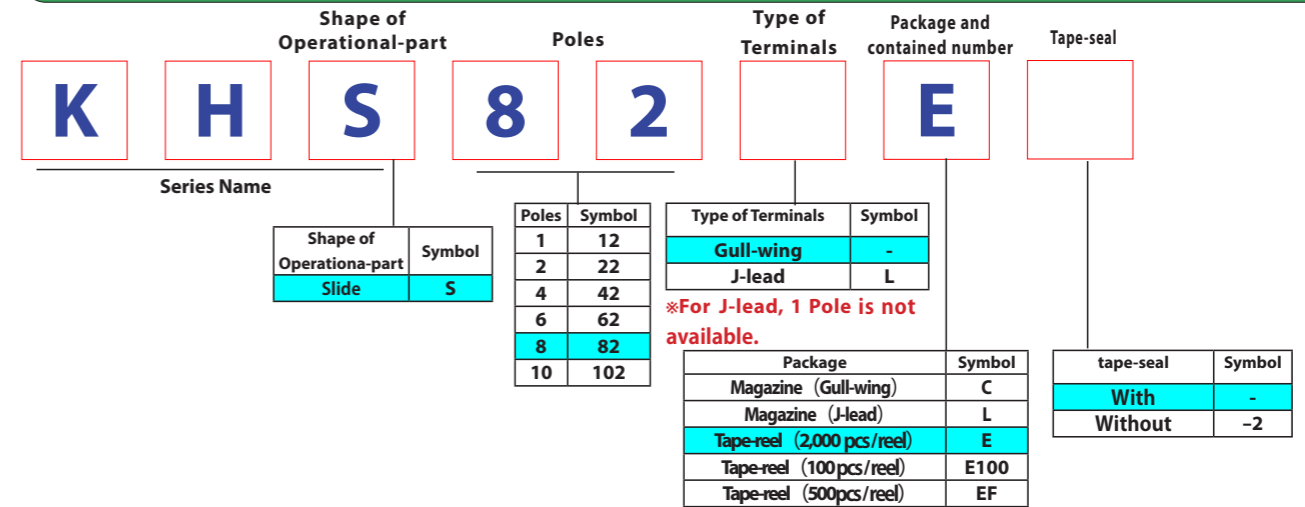 Shape of Operational-part
Poles
Type of Terminals
Package and contained number
Tape-seal
K H S 8 2 E
Series Name
Shape of Operationa-part Symbol
Slide S
Poles Symbol
1 12
2 22
4 42
6 62
8 82
10 102
Type of Terminals Symbol
Gull-wing -
J-lead L
※For J-lead, 1 Pole is not
available.
Package Symbol
Magazine (Gull-wing) C
Magazine (J-lead) L
Tape-reel (2,000 pcs/reel) E
Tape-reel (100pcs/reel) E100
Tape-reel (500pcs/reel) EF
tape-seal Symbol
With -
Without –2